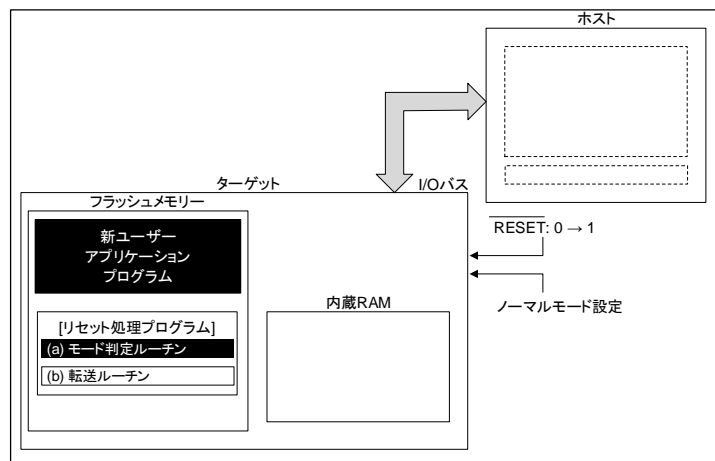 ホスト
ターゲット
I/Oバス
フラッシュメモリー
新ユーザー
アプリケーション
プログラム
RESET: 0 → 1
ノーマルモード設定
内蔵RAM
[リセット処理プログラム]
(a) モード判定ルーチン
(b) 転送ルーチン